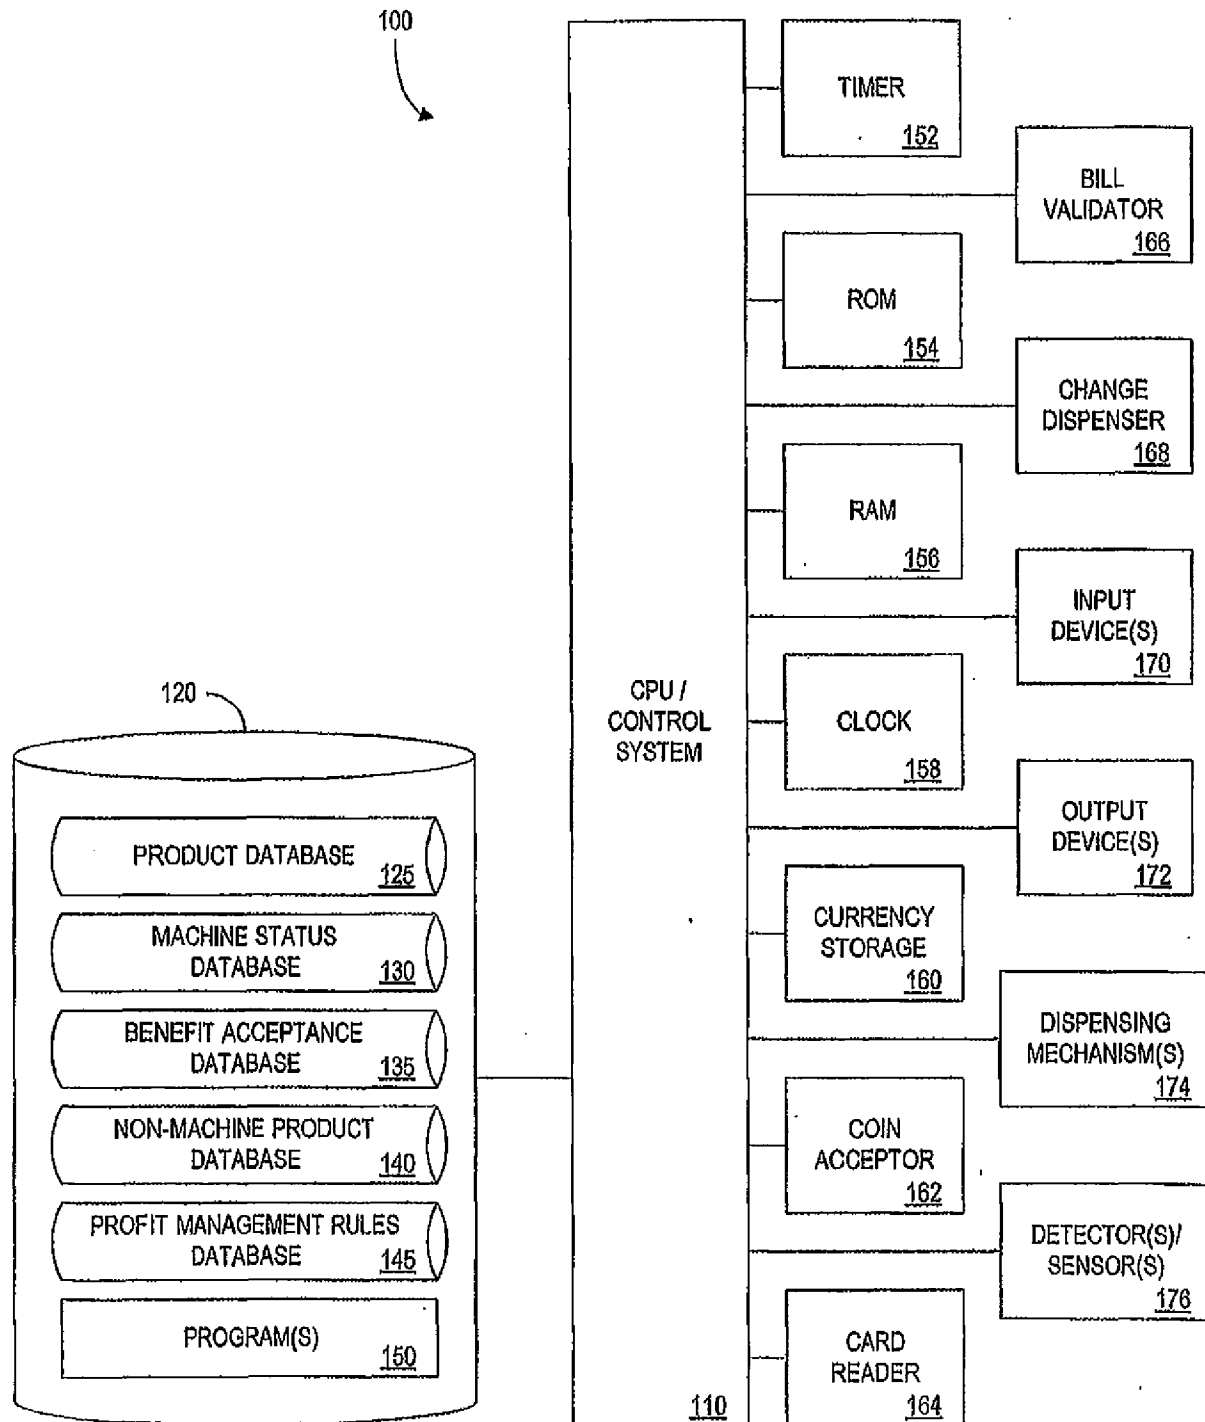 100
TIMER
152
BILL
VALIDATOR
166
ROM
154
CHANGE
DISPENSER
168
RAM
156
INPUT
DEVICE(S)
170
CPU /
CONTROL
SYSTEM
110
CLOCK
158
OUTPUT
DEVICE(S)
172
CURRENCY
STORAGE
160
DISPENSING
MECHANISM(S)
174
COIN
ACCEPTOR
162
DETECTOR(S)/
SENSOR(S)
176
CARD
READER
164
120
PRODUCT DATABASE
125
MACHINE STATUS
DATABASE
130
BENEFIT ACCEPTANCE
DATABASE
135
NON-MACHINE PRODUCT
DATABASE
140
PROFIT MANAGEMENT RULES
DATABASE
145
PROGRAM(S)
150